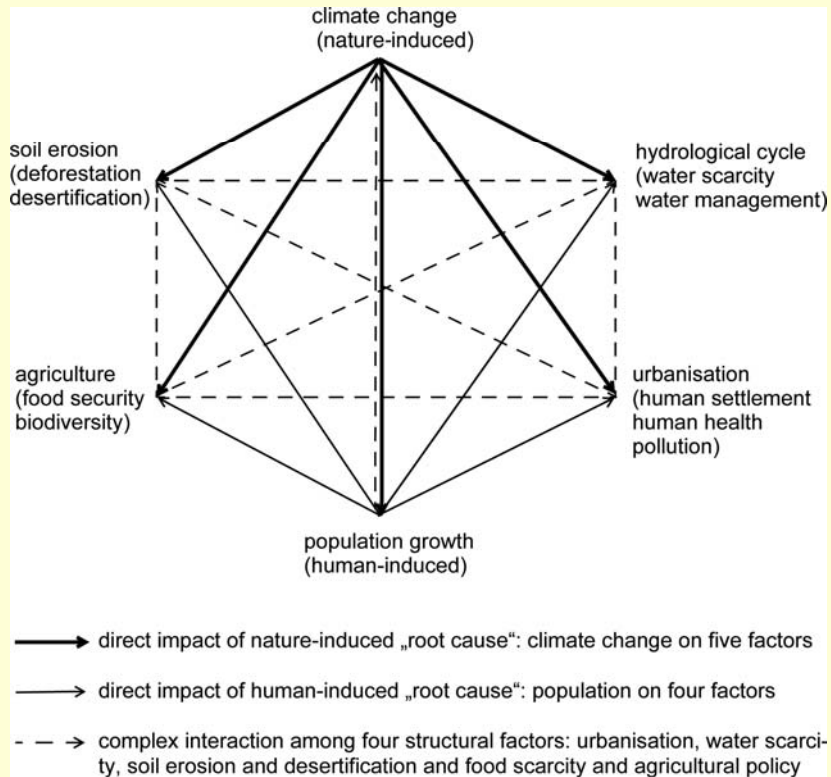 climate change
(nature-induced)
soil erosion
(deforestation
desertification)
hydrological cycle
(water scarcity
water management)
agriculture
(food security
biodiversity)
urbanisation
(human settlement
human health
pollution)
population growth
(human-induced)
direct impact of nature-induced „root cause“: climate change on five factors
direct impact of human-induced „root cause“: population on four factors
complex interaction among four structural factors: urbanisation, water scarci-
ty, soil erosion and desertification and food scarcity and agricultural policy